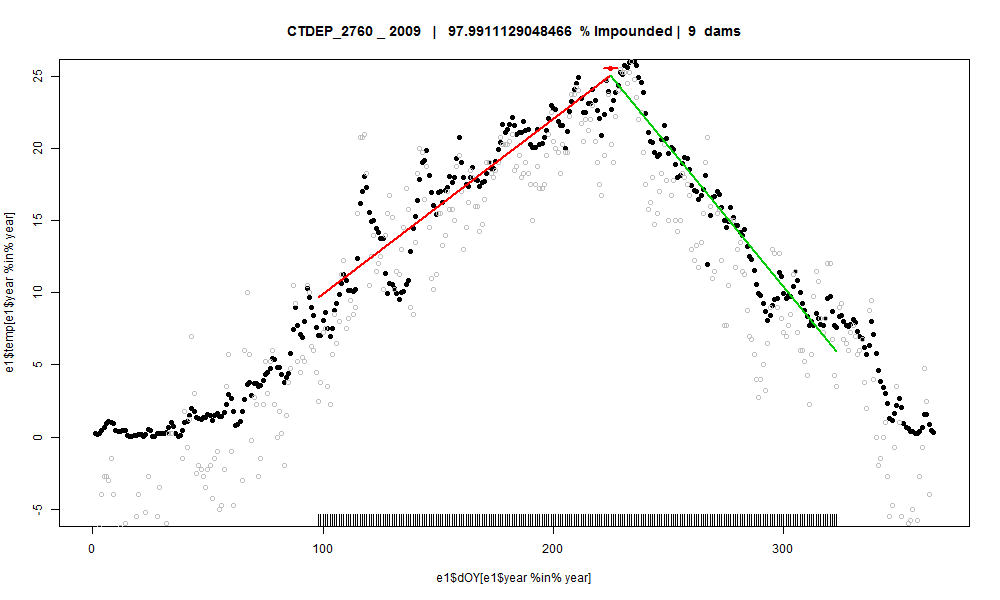 CTDEP_2760 _ 2009 | 97.9911129048466 % Impounded | 9 dams
e1$temp[e1$year %in% year]
25
20
15
10
5
0
-5
0 100 200 300
e1$dOY[e1$year %in% year]